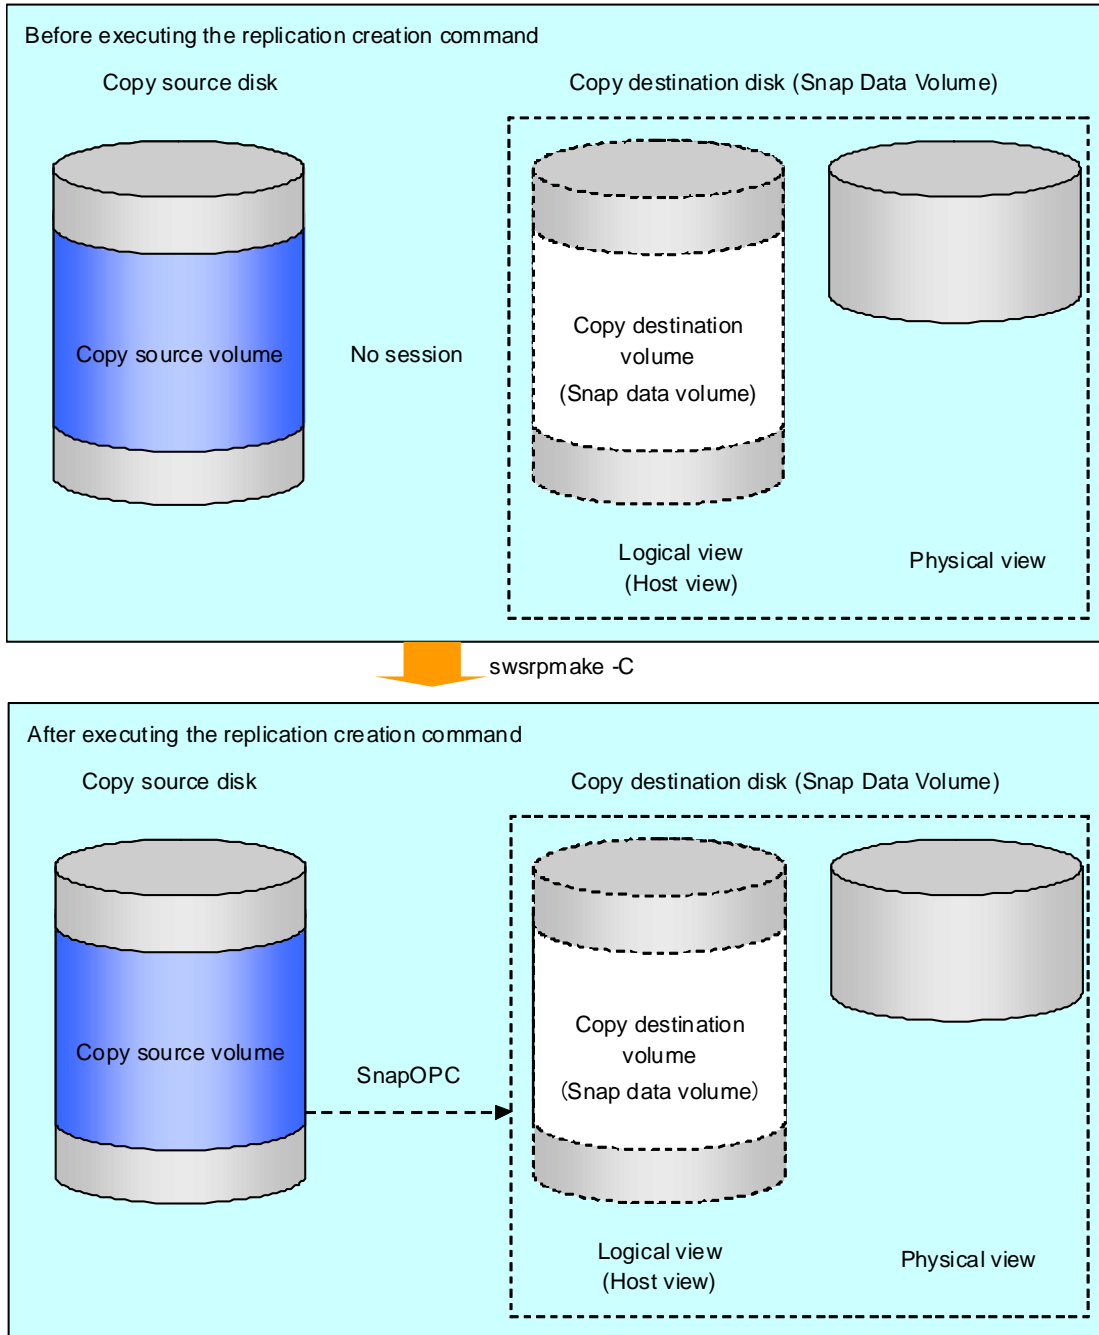 Before executing the replication creation command
Copy source disk
Copy destination disk (Snap Data Volume)
Copy source volume
No session
Copy destination
volume
(Snap data volume)
Logical view
(Host view)
Physical view
swsrpmake -C
After executing the replication creation command
Copy source disk
Copy destination disk (Snap Data Volume)
Copy source volume
SnapOPC
Copy destination
volume
(Snap data volume)
Logical view
(Host view)
Physical view